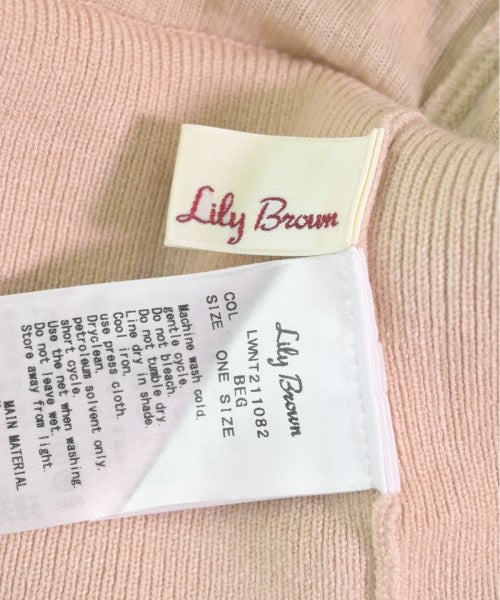 Lily Brown
Lily Brown
LWNT211082
COL BEG
SIZE ONE SIZE
Machine wash cold.
gentle cycle.
Do not bleach.
Do not tumble dry.
Line dry in shade.
Cool iron.
use press cloth.
Dryclean.
petroleum solvent only.
short cycle.
Use the net when washing.
Do not leave wet.
Store away from light.
MAIN MATERIAL